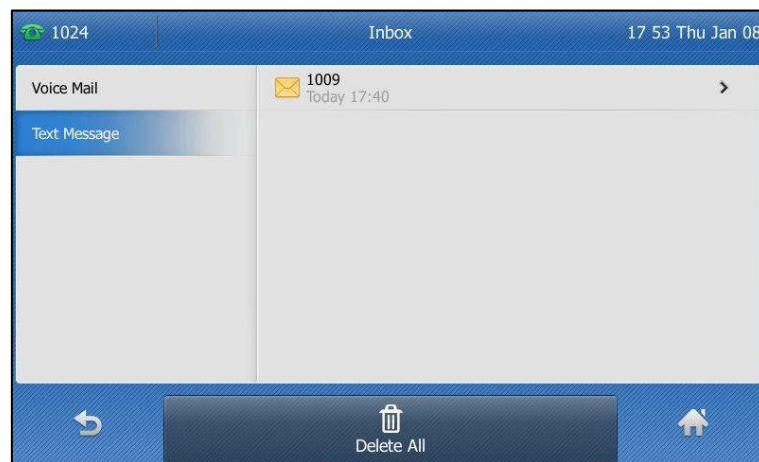 1024
Inbox
17 53 Thu Jan 08
Voice Mail
Text Message
1009
Today 17:40
Delete All